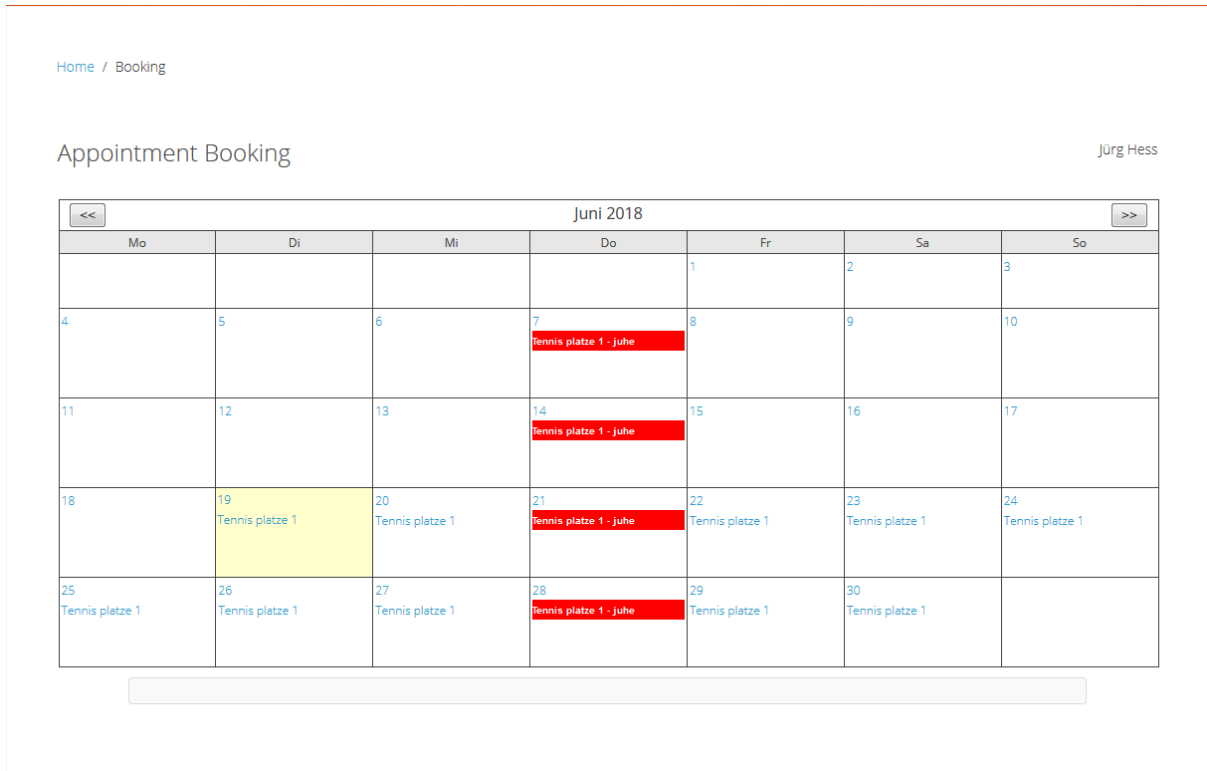 Home / Booking
Appointment Booking
Jürg Hess
<< Juni 2018 >>
Mo Di Mi Do Fr Sa So
1 2 3
4 5 6 7 8 9 10
Tennis platze 1 - juhe
11 12 13 14 15 16 17
Tennis platze 1 - juhe
18 19 20 21 22 23 24
Tennis platze 1 Tennis platze 1 Tennis platze 1 - juhe Tennis platze 1 Tennis platze 1 Tennis platze 1
25 26 27 28 29 30
Tennis platze 1 Tennis platze 1 Tennis platze 1 Tennis platze 1 - juhe Tennis platze 1 Tennis platze 1